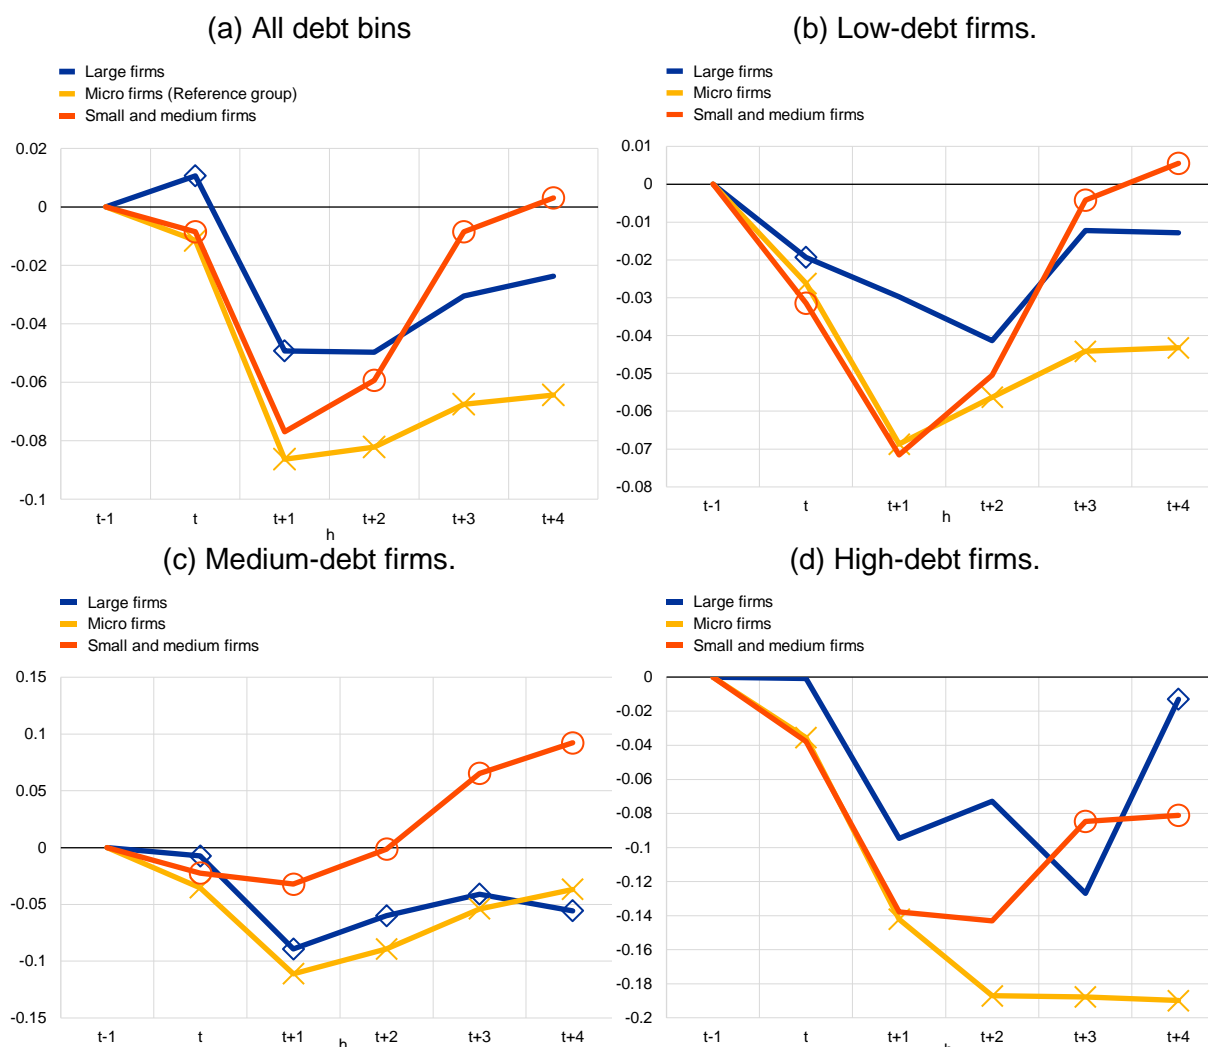 (a) All debt bins
Large firms
Micro firms (Reference group)
Small and medium firms
0.02
0
-0.02
-0.04
-0.06
-0.08
-0.1
t-1 t t+1 t+2 t+3 t+4
h
(b) Low-debt firms.
Large firms
Micro firms
Small and medium firms
0.01
0
-0.01
-0.02
-0.03
-0.04
-0.05
-0.06
-0.07
-0.08
t-1 t t+1 t+2 t+3 t+4
h
(c) Medium-debt firms.
Large firms
Micro firms
Small and medium firms
0.15
0.1
0.05
0
-0.05
-0.1
-0.15
t-1 t t+1 t+2 t+3 t+4
h
(d) High-debt firms.
Large firms
Micro firms
Small and medium firms
0
-0.02
-0.04
-0.06
-0.08
-0.1
-0.12
-0.14
-0.16
-0.18
-0.2
t-1 t t+1 t+2 t+3 t+4